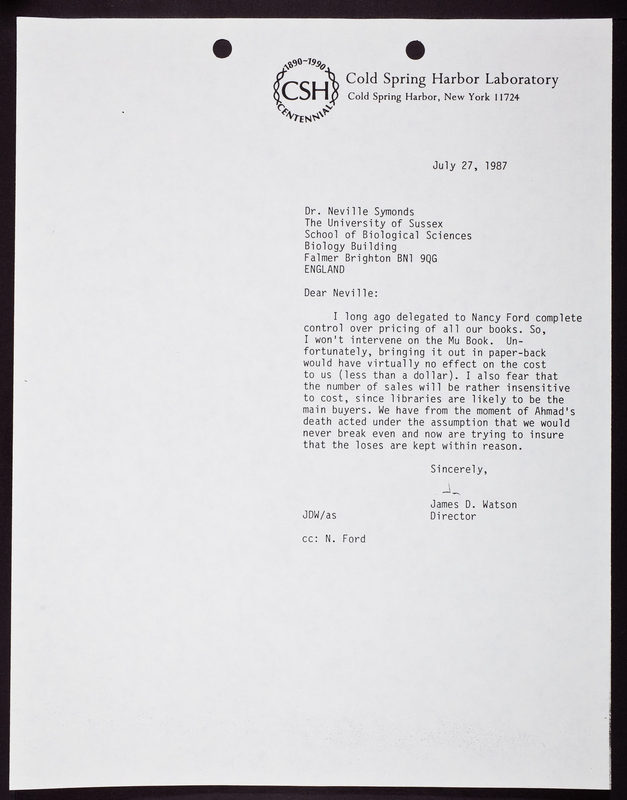 1890-1990
CSH
CENTENNIAL
Cold Spring Harbor Laboratory
Cold Spring Harbor, New York 11724
July 27, 1987
Dr. Neville Symonds
The University of Sussex
School of Biological Sciences
Biology Building
Falmer Brighton BN1 9QG
ENGLAND
Dear Neville:
I long ago delegated to Nancy Ford complete
control over pricing of all our books. So,
I won't intervene on the Mu Book. Un-
fortunately, bringing it out in paper-back
would have virtually no effect on the cost
to us (less than a dollar). I also fear that
the number of sales will be rather insensitive
to cost, since libraries are likely to be the
main buyers. We have from the moment of Ahmad's
death acted under the assumption that we would
never break even and now are trying to insure
that the loses are kept within reason.
Sincerely,
James D. Watson
JDW/as Director
cc: N. Ford